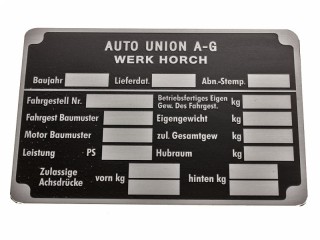 AUTO UNION A-G
WERK HORCH
Baujahr Lieferdat. Abn.-Stemp.
Fahrgestell Nr. Betriebsfertiges Eigen Gew. Des Fahrgest. kg
Fahrgest Baumuster Eigengewicht kg
Motor Baumuster zul. Gesamtgew kg
Leistung PS Hubraum kg
Zulassige Achsdrücke vorn kg hinten kg